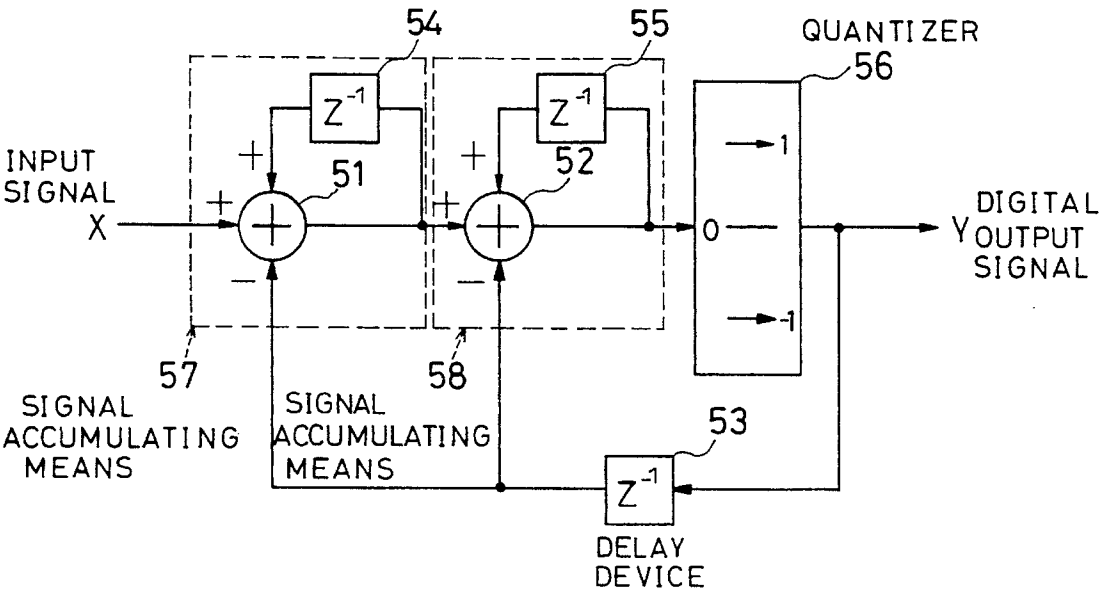 54
55
QUANTIZER
56
Z⁻¹
Z⁻¹
INPUT
SIGNAL
X
+
+
+
51
−
+
+
+
52
−
0
1
-1
Y
DIGITAL
OUTPUT
SIGNAL
57
58
SIGNAL
ACCUMULATING
MEANS
SIGNAL
ACCUMULATING
MEANS
53
Z⁻¹
DELAY
DEVICE